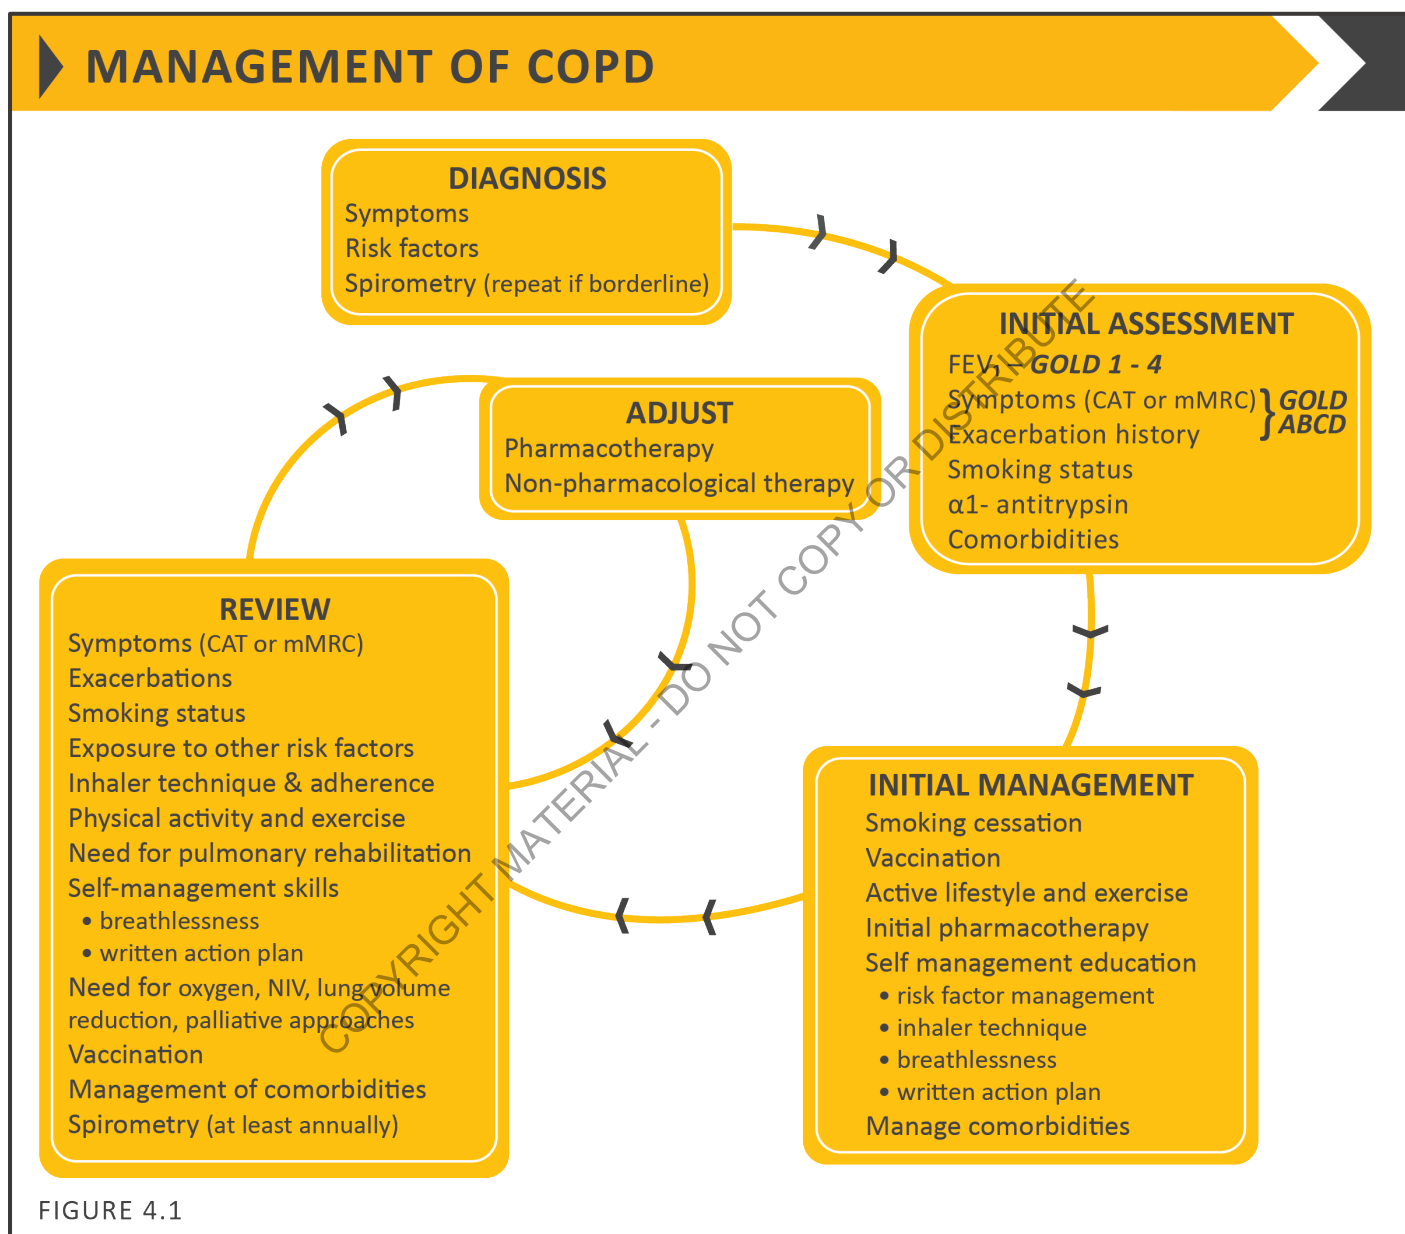 MANAGEMENT OF COPD
DIAGNOSIS
Symptoms
Risk factors
Spirometry (repeat if borderline)
INITIAL ASSESSMENT
FEV₁ – GOLD 1 - 4
Symptoms (CAT or mMRC)
Exacerbation history
} GOLD
ABCD
Smoking status
α1- antitrypsin
Comorbidities
ADJUST
Pharmacotherapy
Non-pharmacological therapy
REVIEW
Symptoms (CAT or mMRC)
Exacerbations
Smoking status
Exposure to other risk factors
Inhaler technique & adherence
Physical activity and exercise
Need for pulmonary rehabilitation
Self-management skills
• breathlessness
• written action plan
Need for oxygen, NIV, lung volume
reduction, palliative approaches
Vaccination
Management of comorbidities
Spirometry (at least annually)
INITIAL MANAGEMENT
Smoking cessation
Vaccination
Active lifestyle and exercise
Initial pharmacotherapy
Self management education
• risk factor management
• inhaler technique
• breathlessness
• written action plan
Manage comorbidities
COPYRIGHT MATERIAL - DO NOT COPY OR DISTRIBUTE
FIGURE 4.1